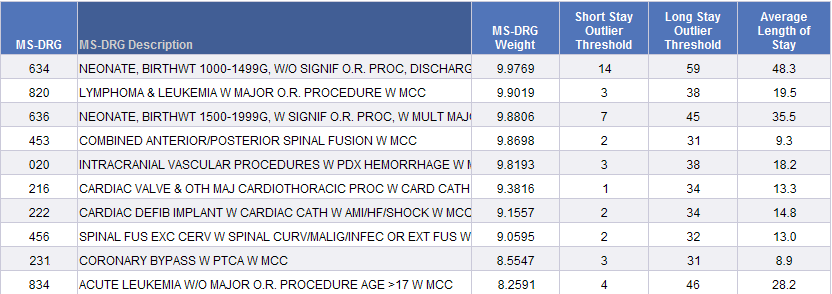 MS-DRG MS-DRG Description MS-DRG Weight Short Stay Outlier Threshold Long Stay Outlier Threshold Average Length of Stay
634 NEONATE, BIRTHWT 1000-1499G, W/O SIGNIF O.R. PROC, DISCHARG 9.9769 14 59 48.3
820 LYMPHOMA & LEUKEMIA W MAJOR O.R. PROCEDURE W MCC 9.9019 3 38 19.5
636 NEONATE, BIRTHWT 1500-1999G, W SIGNIF O.R. PROC, W MULT MAJ 9.8806 7 45 35.5
453 COMBINED ANTERIOR/POSTERIOR SPINAL FUSION W MCC 9.8698 2 31 9.3
020 INTRACRANIAL VASCULAR PROCEDURES W PDX HEMORRHAGE W M 9.8193 3 38 18.2
216 CARDIAC VALVE & OTH MAJ CARDIOTHORACIC PROC W CARD CATH 9.3816 1 34 13.3
222 CARDIAC DEFIB IMPLANT W CARDIAC CATH W AMI/HF/SHOCK W MCC 9.1557 2 34 14.8
456 SPINAL FUS EXC CERV W SPINAL CURV/MALIG/INFEC OR EXT FUS W 9.0595 2 32 13.0
231 CORONARY BYPASS W PTCA W MCC 8.5547 3 31 8.9
834 ACUTE LEUKEMIA W/O MAJOR O.R. PROCEDURE AGE >17 W MCC 8.2591 4 46 28.2